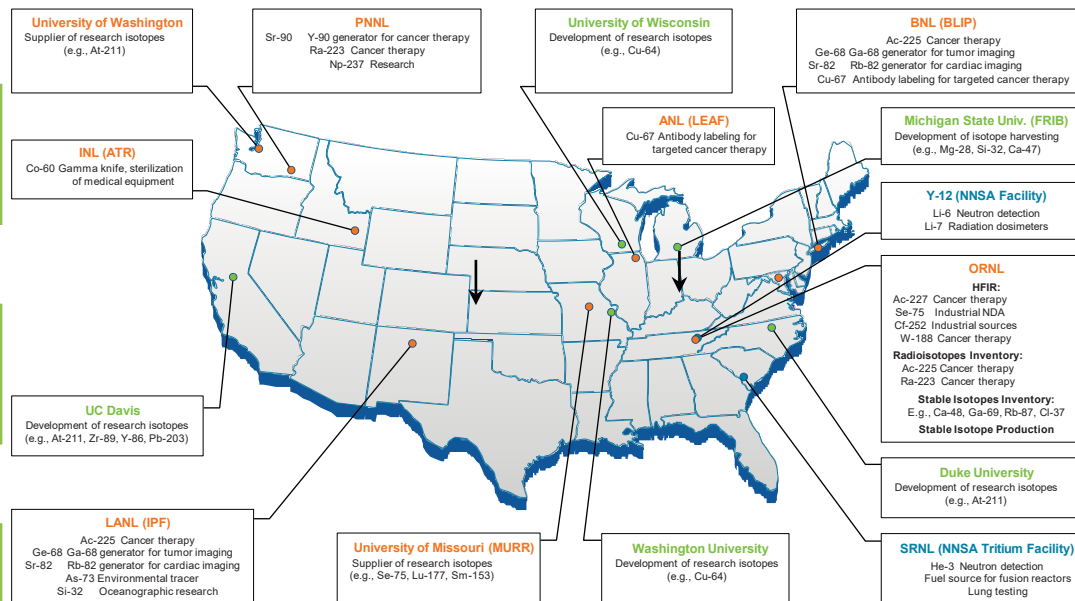 University of Washington
Supplier of research isotopes
(e.g., At-211)
PNNL
Sr-90 Y-90 generator for cancer therapy
Ra-223 Cancer therapy
Np-237 Research
University of Wisconsin
Development of research isotopes
(e.g., Cu-64)
BNL (BLIP)
Ac-225 Cancer therapy
Ge-68 Ga-68 generator for tumor imaging
Sr-82 Rb-82 generator for cardiac imaging
Cu-67 Antibody labeling for targeted cancer therapy
INL (ATR)
Co-60 Gamma knife, sterilization
of medical equipment
ANL (LEAF)
Cu-67 Antibody labeling for
targeted cancer therapy
Michigan State Univ. (FRIB)
Development of isotope harvesting
(e.g., Mg-28, Si-32, Ca-47)
Y-12 (NNSA Facility)
Li-6 Neutron detection
Li-7 Radiation dosimeters
ORNL
HFIR:
Ac-227 Cancer therapy
Se-75 Industrial NDA
Cf-252 Industrial sources
W-188 Cancer therapy
Radioisotopes Inventory:
Ac-225 Cancer therapy
Ra-223 Cancer therapy
Stable Isotopes Inventory:
E.g., Ca-48, Ga-69, Rb-87, Cl-37
Stable Isotope Production
UC Davis
Development of research isotopes
(e.g., At-211, Zr-89, Y-86, Pb-203)
Duke University
Development of research isotopes
(e.g., At-211)
LANL (IPF)
Ac-225 Cancer therapy
Ge-68 Ga-68 generator for tumor imaging
Sr-82 Rb-82 generator for cardiac imaging
As-73 Environmental tracer
Si-32 Oceanographic research
University of Missouri (MURR)
Supplier of research isotopes
(e.g., Se-75, Lu-177, Sm-153)
Washington University
Development of research isotopes
(e.g., Cu-64)
SRNL (NNSA Tritium Facility)
He-3 Neutron detection
Fuel source for fusion reactors
Lung testing